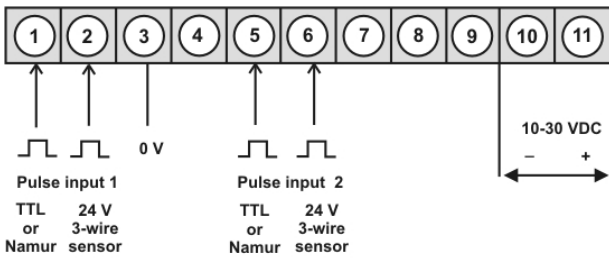 1 2 3 4 5 6 7 8 9 10 11
0 V
10-30 VDC
– +
Pulse input 1
Pulse input 2
TTL 24 V
or 3-wire
Namur sensor
TTL 24 V
or 3-wire
Namur sensor